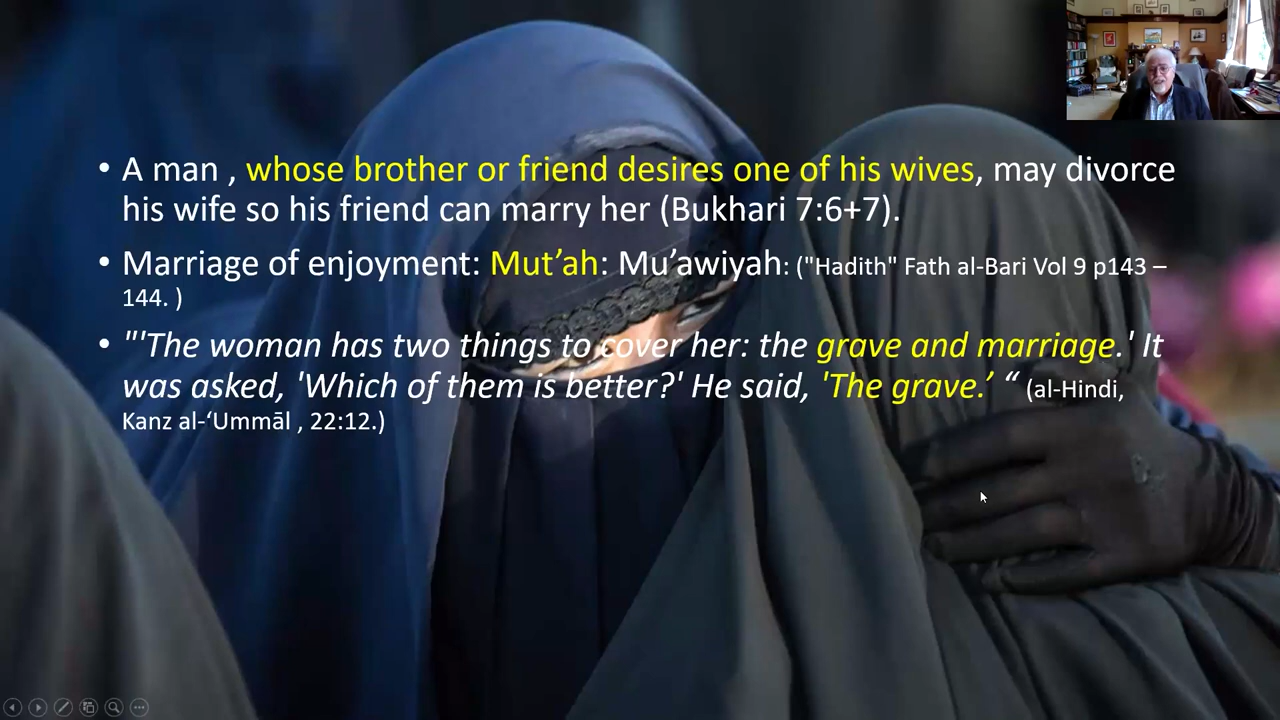 • A man , whose brother or friend desires one of his wives, may divorce
his wife so his friend can marry her (Bukhari 7:6+7).
• Marriage of enjoyment: Mut’ah: Mu’awiyah: ("Hadith" Fath al-Bari Vol 9 p143 –
144. )
• "'The woman has two things to cover her: the grave and marriage.' It
was asked, 'Which of them is better?' He said, 'The grave.’ “ (al-Hindi,
Kanz al-‘Ummāl , 22:12.)